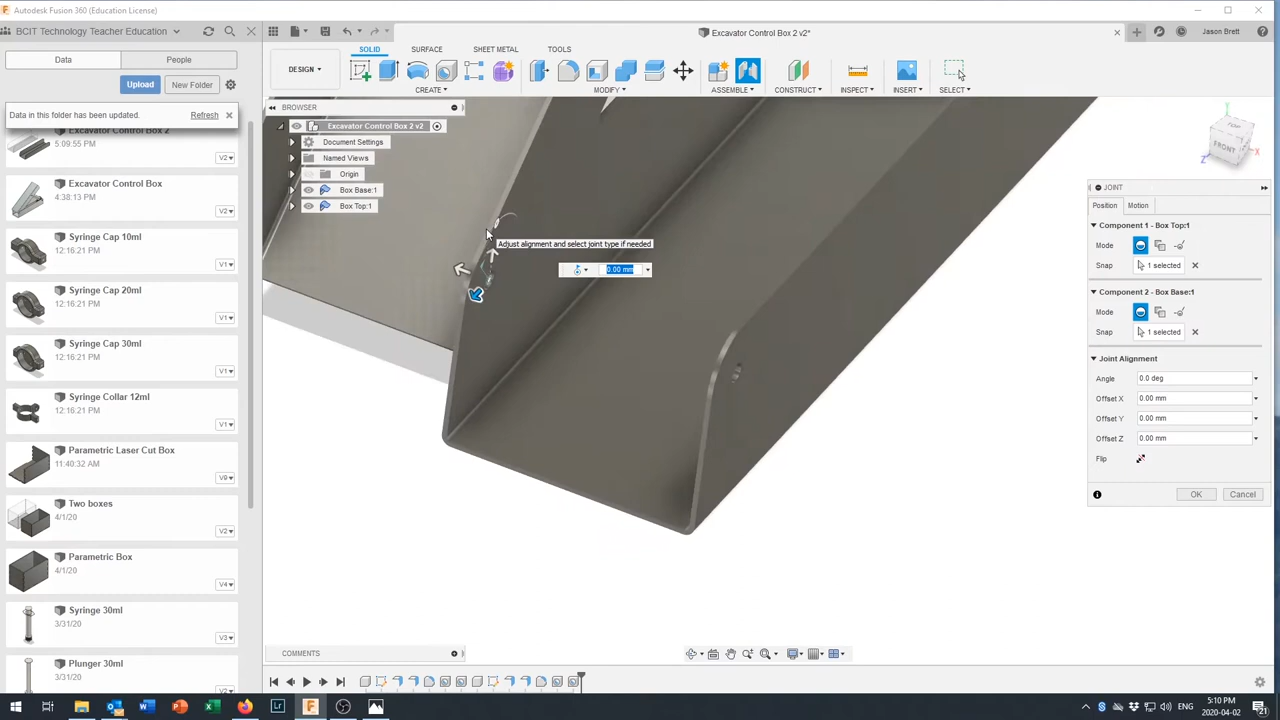 Autodesk Fusion 360 (Education License)
BCIT Technology Teacher Education
Excavator Control Box 2 v2*
Jason Brett
Data
People
Upload
New Folder
Data in this folder has been updated.
Refresh
Excavator Control Box 2
5:09:55 PM
V2
Excavator Control Box
4:38:13 PM
V2
Syringe Cap 10ml
12:16:21 PM
V1
Syringe Cap 20ml
12:16:21 PM
V1
Syringe Cap 30ml
12:16:21 PM
V1
Syringe Collar 12ml
12:16:21 PM
V1
Parametric Laser Cut Box
11:40:32 AM
V9
Two boxes
4/1/20
V2
Parametric Box
4/1/20
V4
Syringe 30ml
3/31/20
V3
Plunger 30ml
3/31/20
V2
DESIGN
SOLID
SURFACE
SHEET METAL
TOOLS
CREATE
MODIFY
ASSEMBLE
CONSTRUCT
INSPECT
INSERT
SELECT
BROWSER
Excavator Control Box 2 v2
Document Settings
Named Views
Origin
Box Base:1
Box Top:1
Adjust alignment and select joint type if needed
0.00 mm
TOP
FRONT
X
Y
Z
JOINT
Position
Motion
Component 1 - Box Top:1
Mode
Snap
1 selected
Component 2 - Box Base:1
Mode
Snap
1 selected
Joint Alignment
Angle
0.0 deg
Offset X
0.00 mm
Offset Y
0.00 mm
Offset Z
0.00 mm
Flip
OK
Cancel
COMMENTS
ENG
5:10 PM
2020-04-02
21